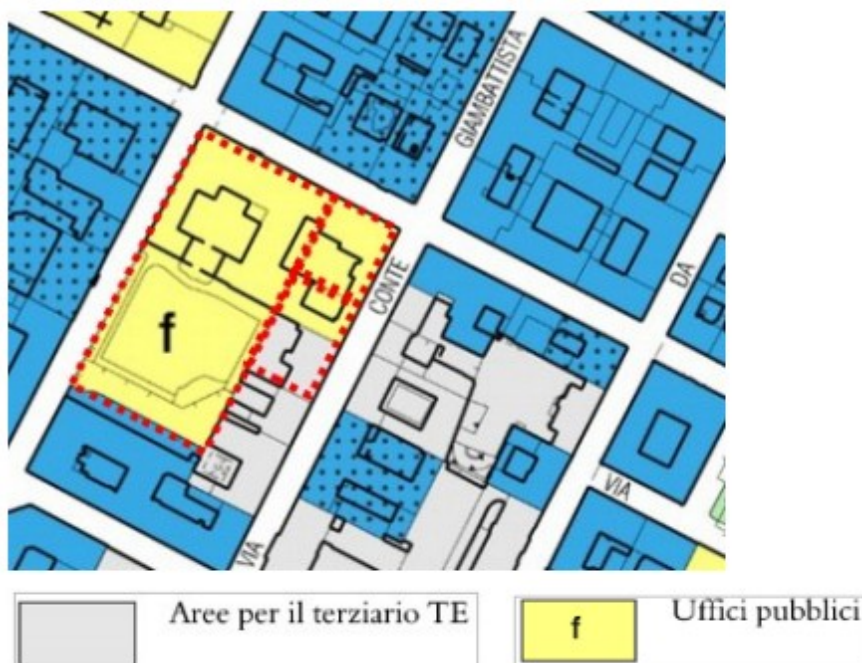 GIAMBATTISTA
CONTE
DA
f
VIA
VIA
Aree per il terziario TE
f
Uffici pubblici